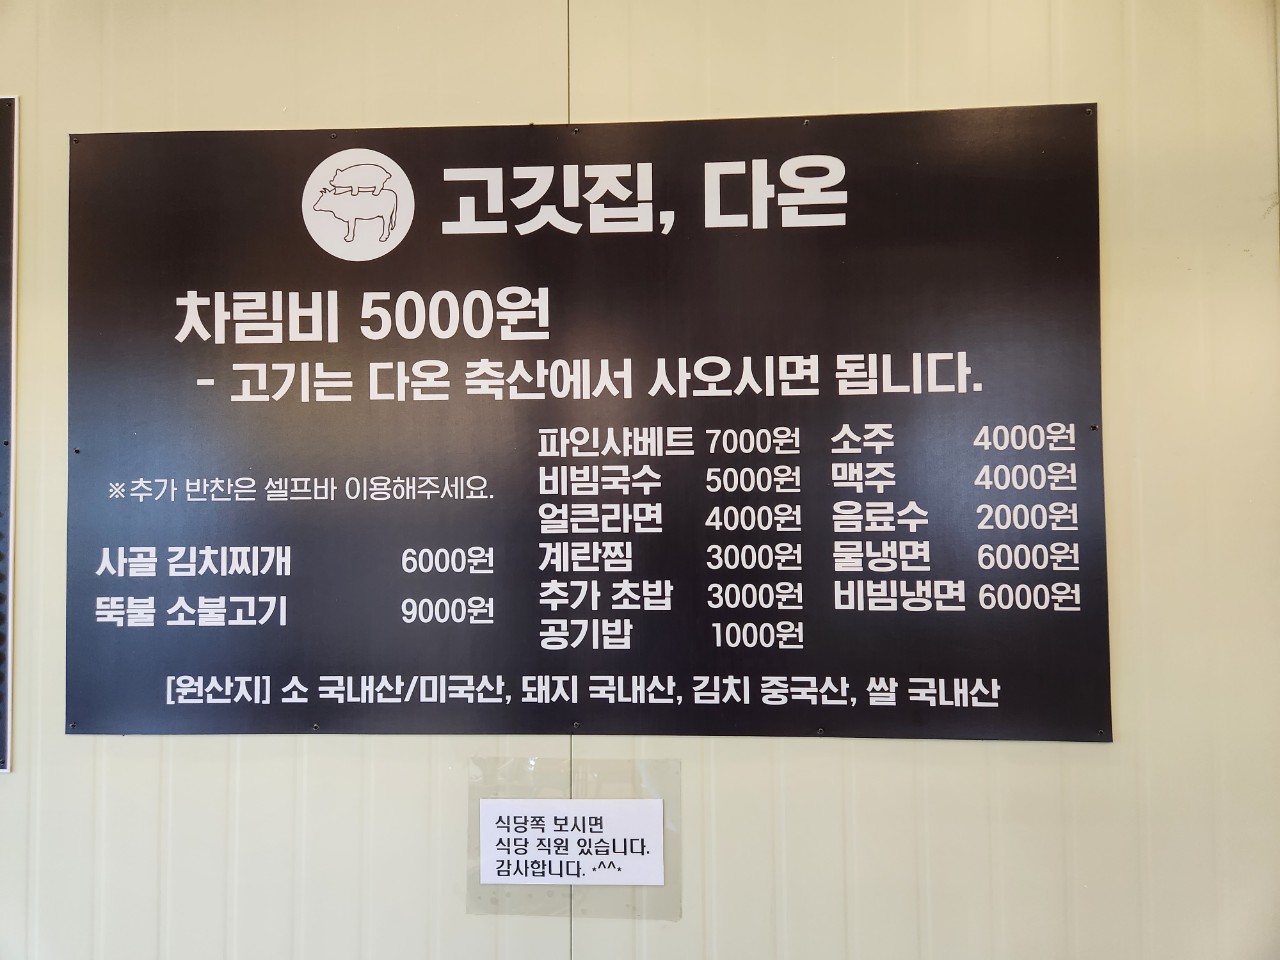 고깃집, 다온
차림비 5000원
- 고기는 다온 축산에서 사오시면 됩니다.
※추가 반찬은 셀프바 이용해주세요.
사골 김치찌개 6000원
뚝불 소불고기 9000원
파인샤베트 7000원
비빔국수 5000원
얼큰라면 4000원
계란찜 3000원
추가 초밥 3000원
공기밥 1000원
소주 4000원
맥주 4000원
음료수 2000원
물냉면 6000원
비빔냉면 6000원
[원산지] 소 국내산/미국산, 돼지 국내산, 김치 중국산, 쌀 국내산
식당쪽 보시면
식당 직원 있습니다.
감사합니다. *^^*